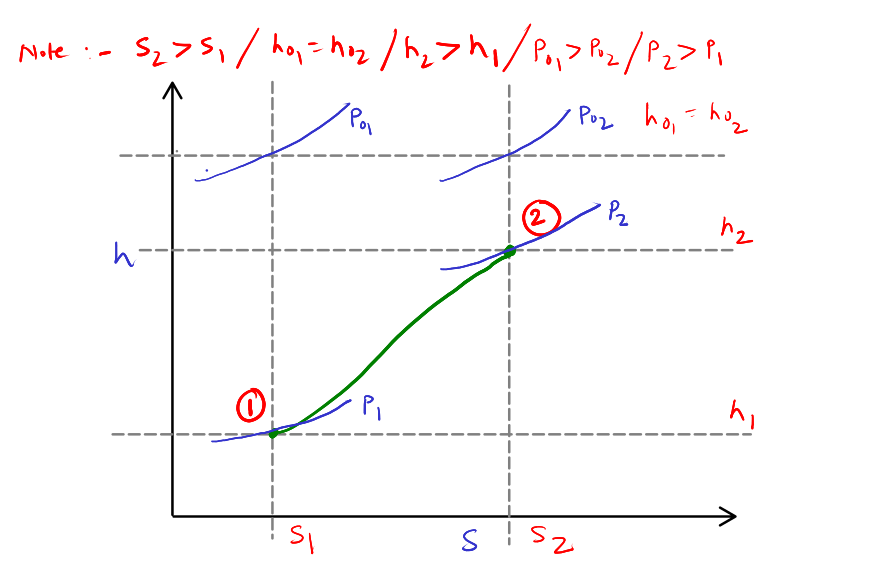 Note :- S₂ > S₁ / h₀₁ = h₀₂ / h₂ > h₁ / P₀₁ > P₀₂ / P₂ > P₁
P₀₁
P₀₂
h₀₁ = h₀₂
2
P₂
h₂
h
1
P₁
h₁
S₁
S
S₂